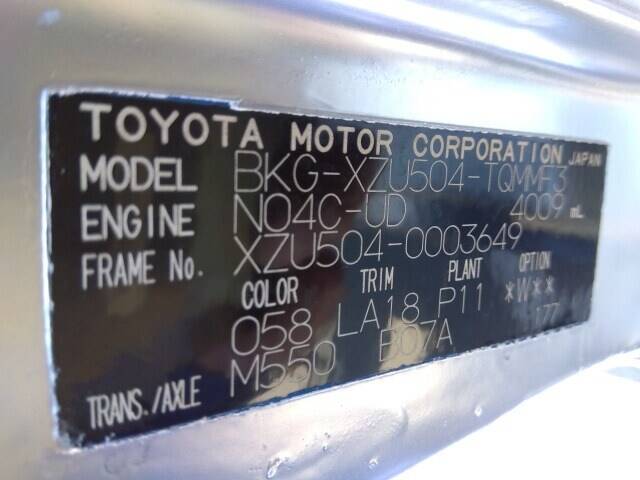 TOYOTA MOTOR CORPORATION JAPAN
MODEL BKG-XZU504-TQMMF3
ENGINE N04C-UD 4009 mL
FRAME No. XZU504-0003649
COLOR TRIM PLANT OPTION
058 LA18 P11 *W**
TRANS./AXLE M550 B07A 177